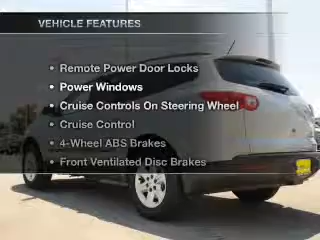 VEHICLE FEATURES
• Remote Power Door Locks
• Power Windows
• Cruise Controls On Steering Wheel
• Cruise Control
• 4-Wheel ABS Brakes
• Front Ventilated Disc Brakes